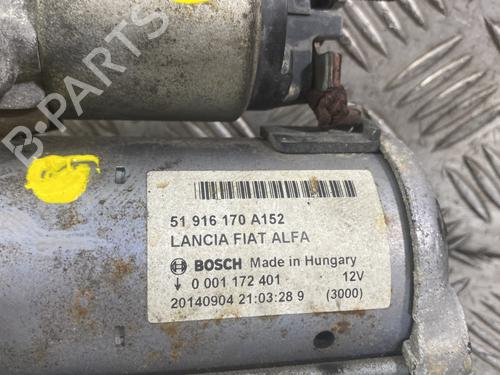 B-PARTS
51 916 170 A152
LANCIA FIAT ALFA
BOSCH Made in Hungary
↓ 0 001 172 401 12V
20140904 21:03:28 9 (3000)